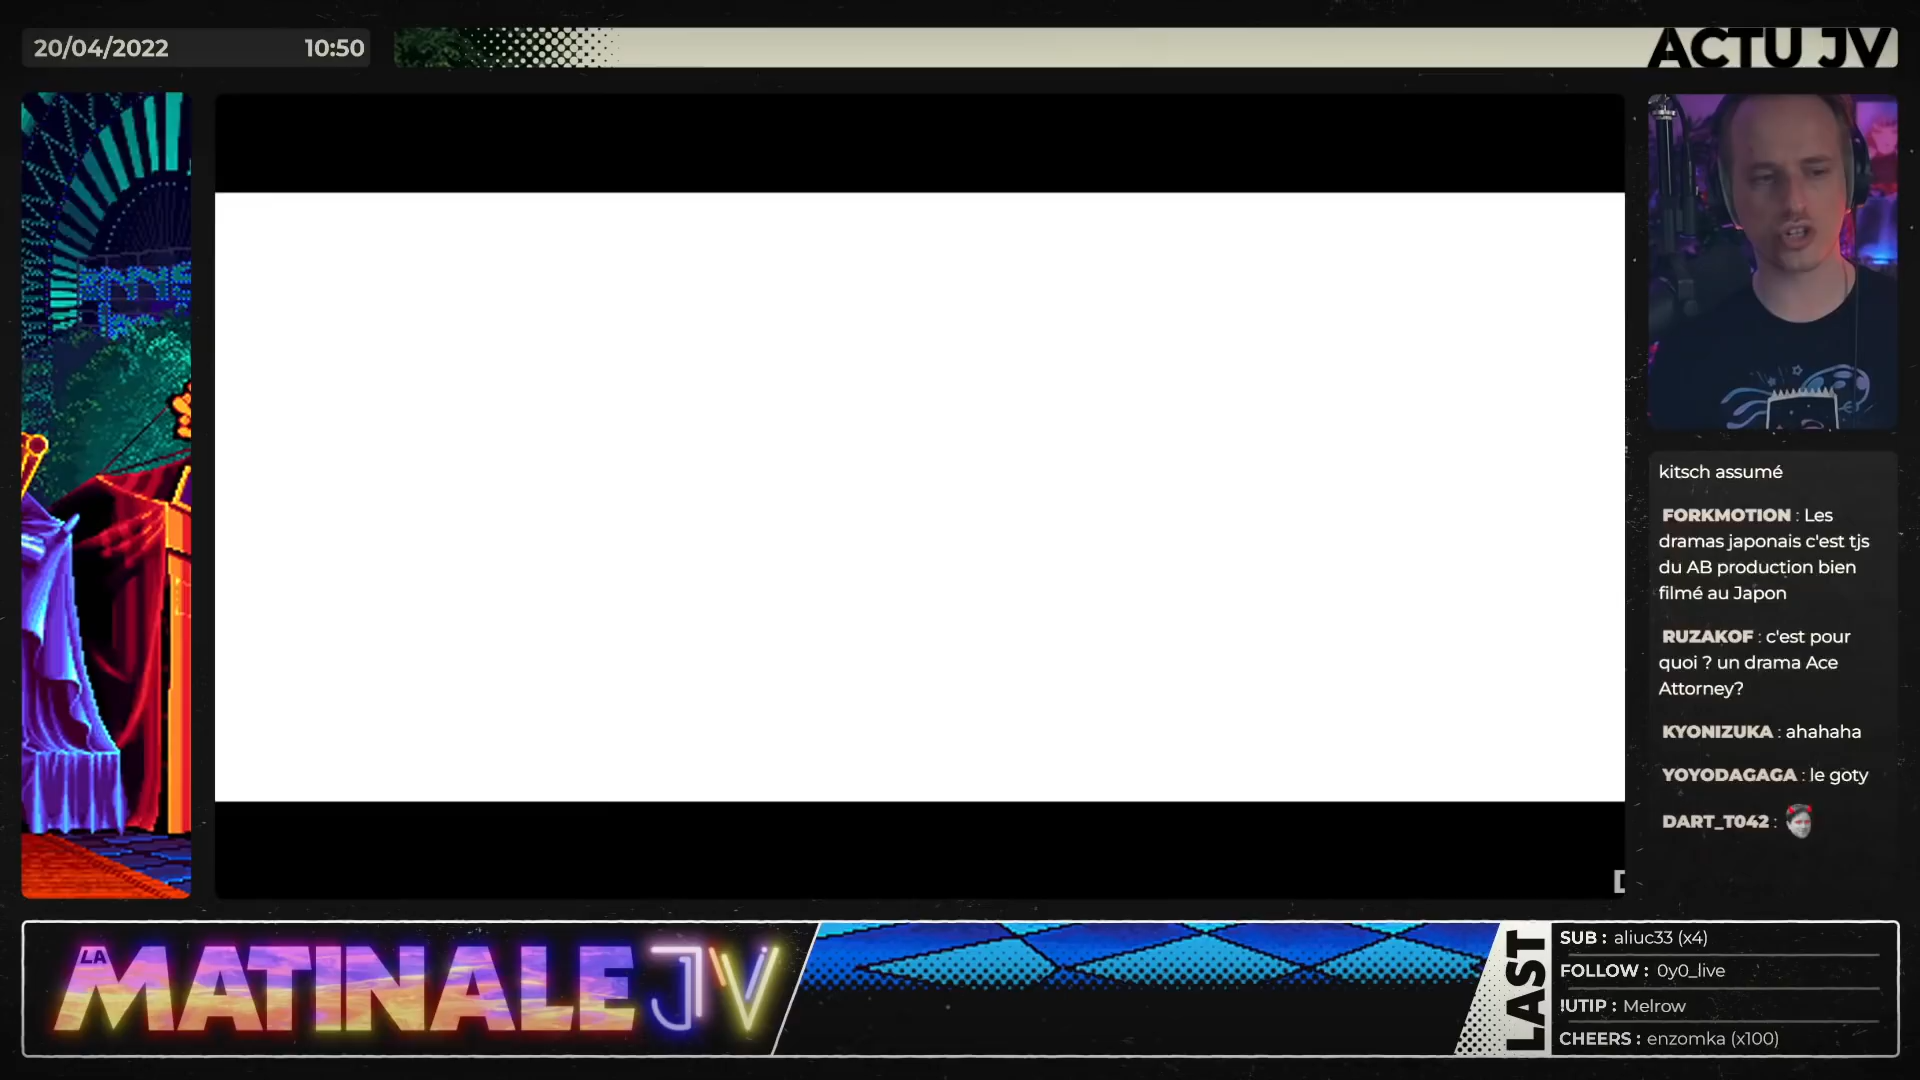 20/04/2022 10:50
ACTU JV
kitsch assumé
FORKMOTION : Les
dramas japonais c'est tjs
du AB production bien
filmé au Japon
RUZAKOF : c'est pour
quoi ? un drama Ace
Attorney?
KYONIZUKA : ahahaha
YOYODAGAGA : le goty
DART_T042 :
LA
MATINALE JV
LAST
SUB : aliuc33 (x4)
FOLLOW : 0y0_live
!UTIP : Melrow
CHEERS : enzomka (x100)